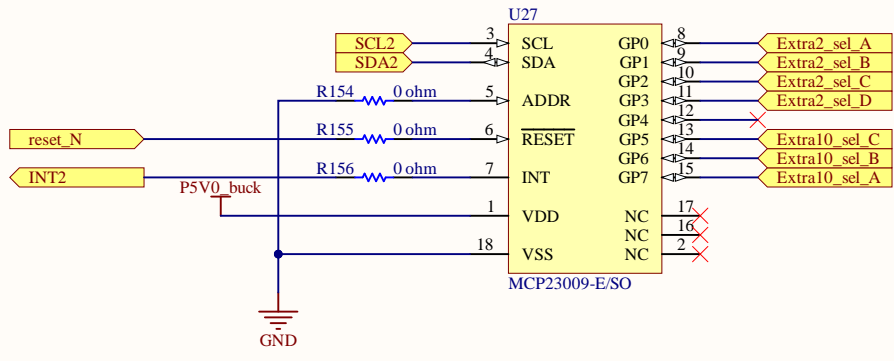 U27
SCL2 3 SCL GP0 8 Extra2_sel_A
SDA2 4 SDA GP1 9 Extra2_sel_B
GP2 10 Extra2_sel_C
R154 0 ohm 5 ADDR GP3 11 Extra2_sel_D
GP4 12
reset_N R155 0 ohm 6 RESET GP5 13 Extra10_sel_C
GP6 14 Extra10_sel_B
INT2 R156 0 ohm 7 INT GP7 15 Extra10_sel_A
P5V0_buck
1 VDD NC 17
NC 16
18 VSS NC 2
MCP23009-E/SO
GND